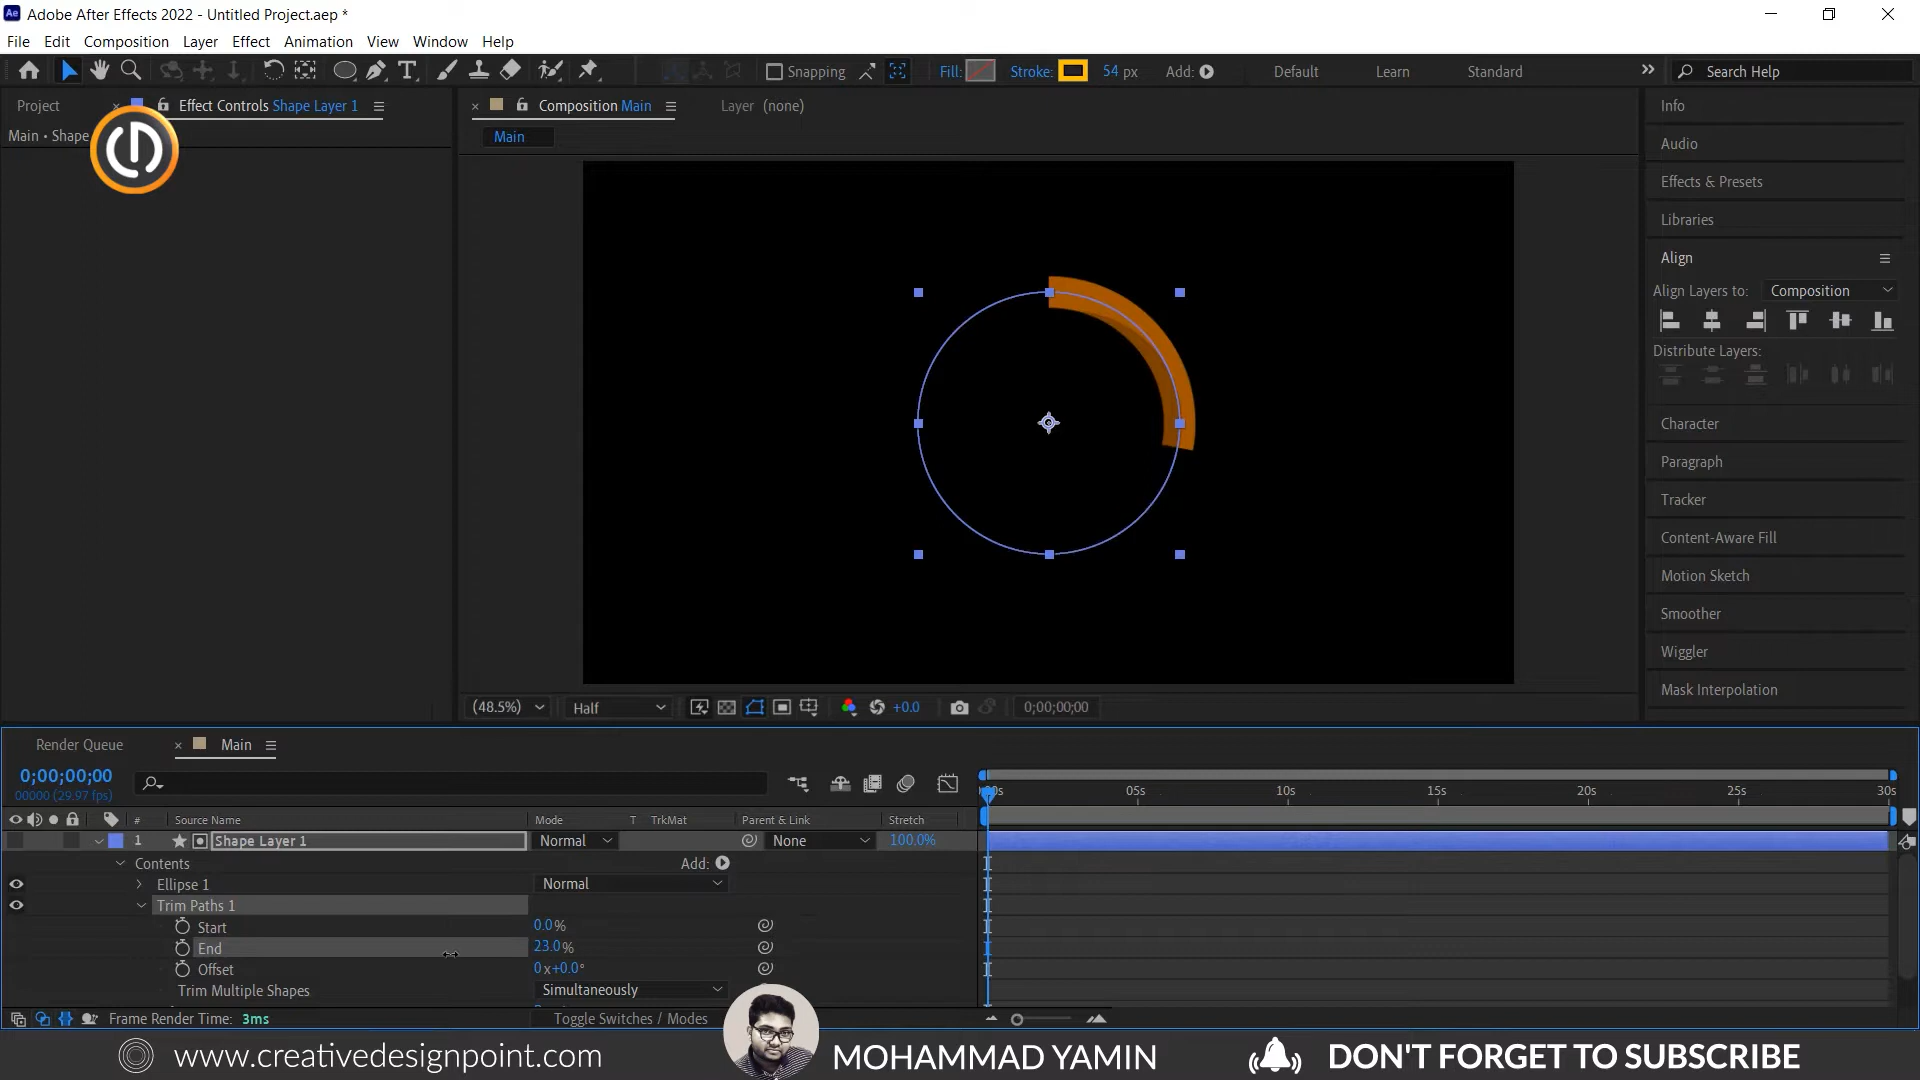 Adobe After Effects 2022 - Untitled Project.aep *
File Edit Composition Layer Effect Animation View Window Help
Snapping Fill: Stroke: 54 px Add: Default Learn Standard Search Help
Project Effect Controls Shape Layer 1 Composition Main Layer (none) Info
Main • Shape
Main
Audio
Effects & Presets
Libraries
Align
Align Layers to: Composition
Distribute Layers:
Character
Paragraph
Tracker
Content-Aware Fill
Motion Sketch
Smoother
Wiggler
Mask Interpolation
(48.5%) Half +0.0 0;00;00;00
Render Queue Main
0;00;00;00
00000 (29.97 fps)
05s 10s 15s 20s 25s 30s
# Source Name Mode T TrkMat Parent & Link Stretch
1 Shape Layer 1 Normal None 100.0%
Contents Add:
Ellipse 1 Normal
Trim Paths 1
Start 0.0%
End 23.0%
Offset 0x+0.0°
Trim Multiple Shapes Simultaneously
Frame Render Time: 3ms Toggle Switches / Modes
www.creativedesignpoint.com MOHAMMAD YAMIN DON'T FORGET TO SUBSCRIBE